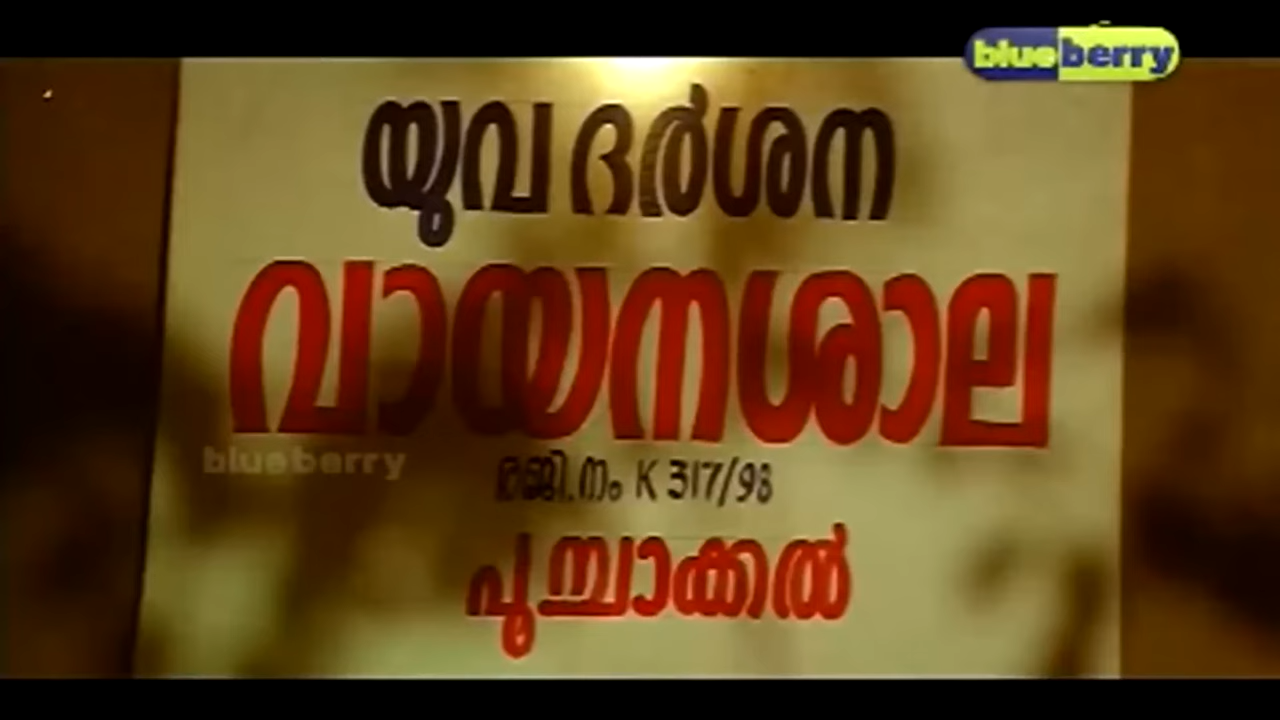 blueberry
യുവ ദർശന
വായനശാല
blueberry
രജി.നം K 317/98
പൂച്ചാക്കൽ